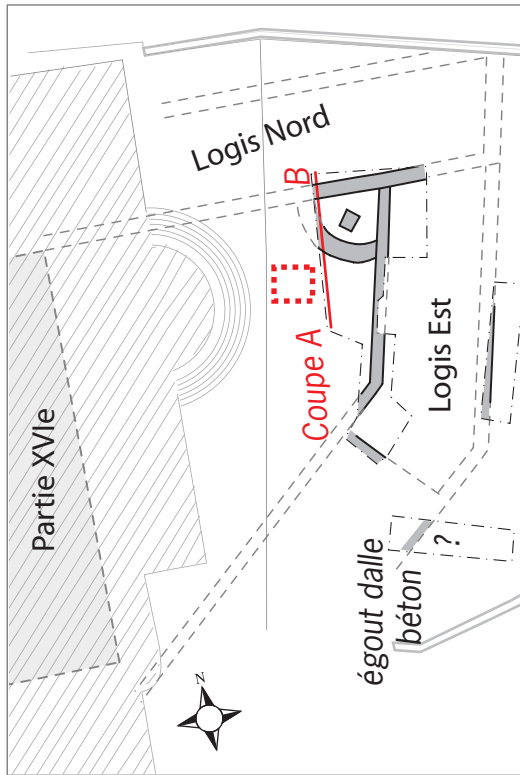 Partie XVIe
Logis Nord
Coupe A
B
Logis Est
égout dalle
béton
?
N